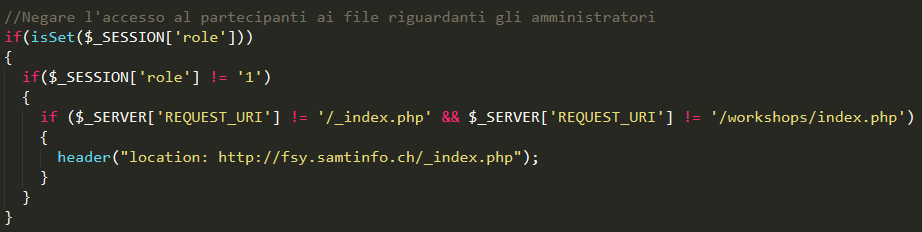 //Negare l'accesso al partecipanti ai file riguardanti gli amministratori
if(isSet($_SESSION['role']))
{
if($_SESSION['role'] != '1')
{
if ($_SERVER['REQUEST_URI'] != '/_index.php' && $_SERVER['REQUEST_URI'] != '/workshops/index.php')
{
header("location: http://fsy.samtinfo.ch/_index.php");
}
}
}